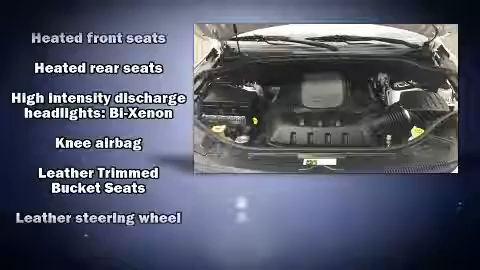 Heated front seats
Heated rear seats
High intensity discharge
headlights: Bi-Xenon
Knee airbag
Leather Trimmed
Bucket Seats
Leather steering wheel